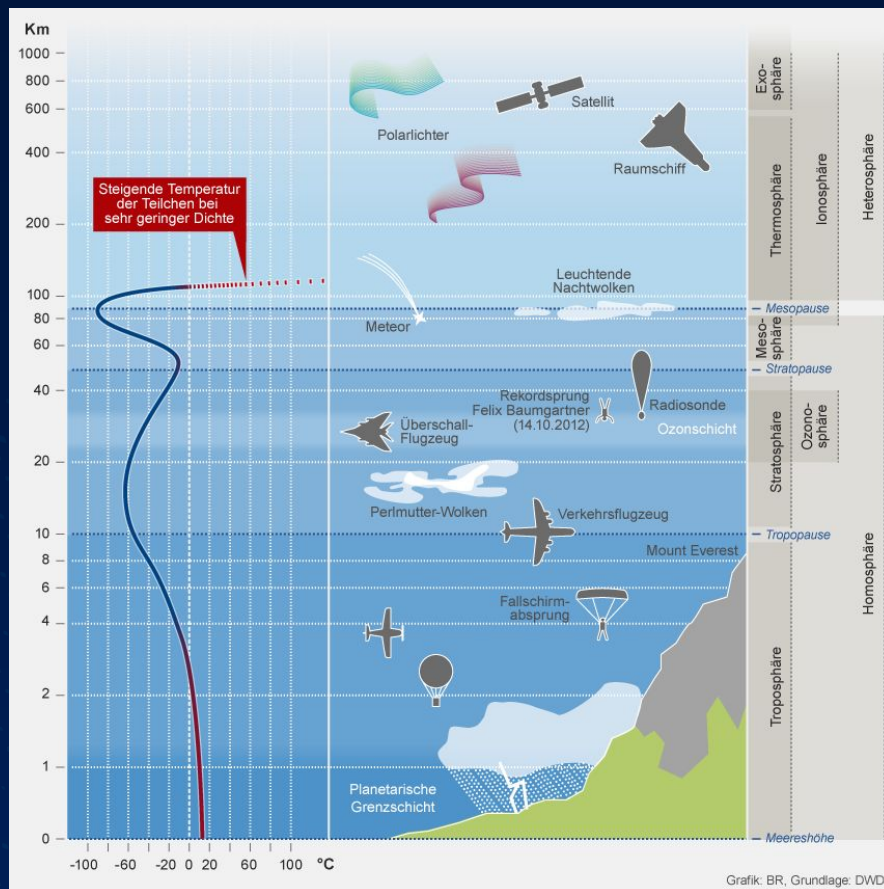 Km
1000
800
600
400
200
100
80
60
40
20
10
8
6
4
2
1
0
-100 -60 -20 0 20 60 100 °C
Steigende Temperatur
der Teilchen bei
sehr geringer Dichte
Polarlichter
Satellit
Raumschiff
Leuchtende
Nachtwolken
Meteor
Rekordsprung
Felix Baumgartner
(14.10.2012)
Radiosonde
Überschall-
Flugzeug
Ozonschicht
Perlmutter-Wolken
Verkehrsflugzeug
Mount Everest
Fallschirm-
absprung
Planetarische
Grenzschicht
Exo-
sphäre
Thermosphäre
Ionosphäre
Heterosphäre
Mesopause
Meso-
sphäre
Stratopause
Stratosphäre
Ozono-
sphäre
Tropopause
Troposphäre
Homosphäre
Meereshöhe
Grafik: BR, Grundlage: DWD